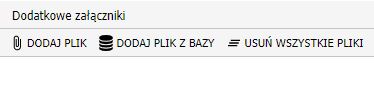 Dodatkowe załączniki
DODAJ PLIK DODAJ PLIK Z BAZY USUŃ WSZYSTKIE PLIKI